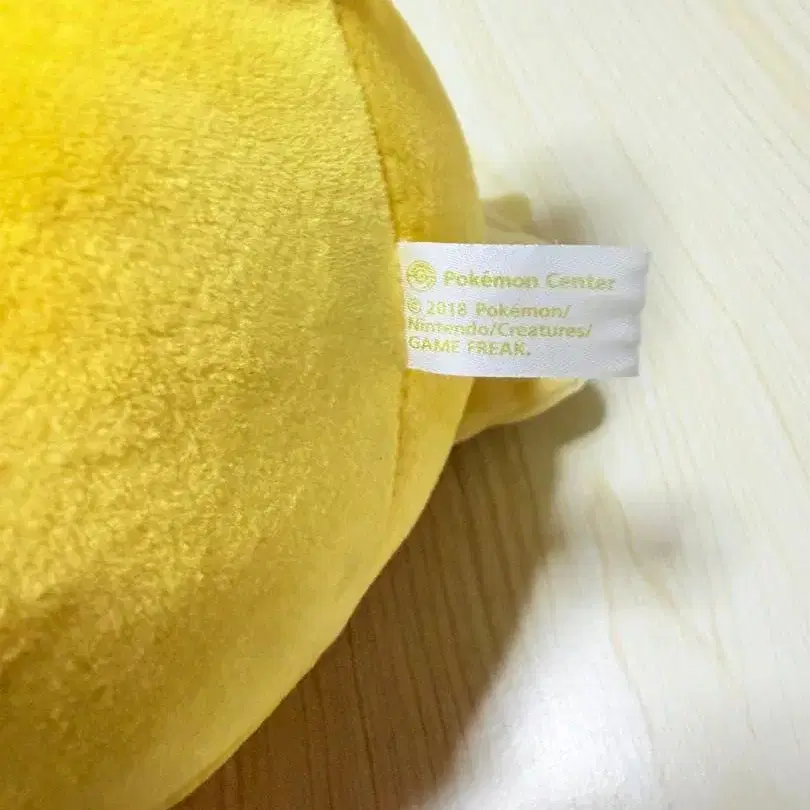 Pokémon Center
© 2018 Pokémon/
Nintendo/Creatures/
GAME FREAK.